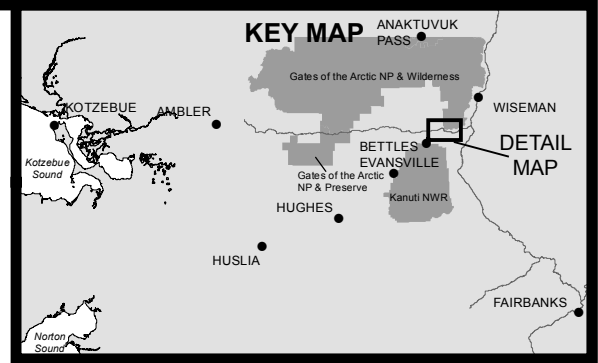 KEY MAP
ANAKTUVUK
PASS
Gates of the Arctic NP & Wilderness
KOTZEBUE
AMBLER
WISEMAN
Kotzebue
Sound
BETTLES
EVANSVILLE
DETAIL
MAP
Gates of the Arctic
NP & Preserve
Kanuti NWR
HUGHES
HUSLIA
FAIRBANKS
Norton
Sound